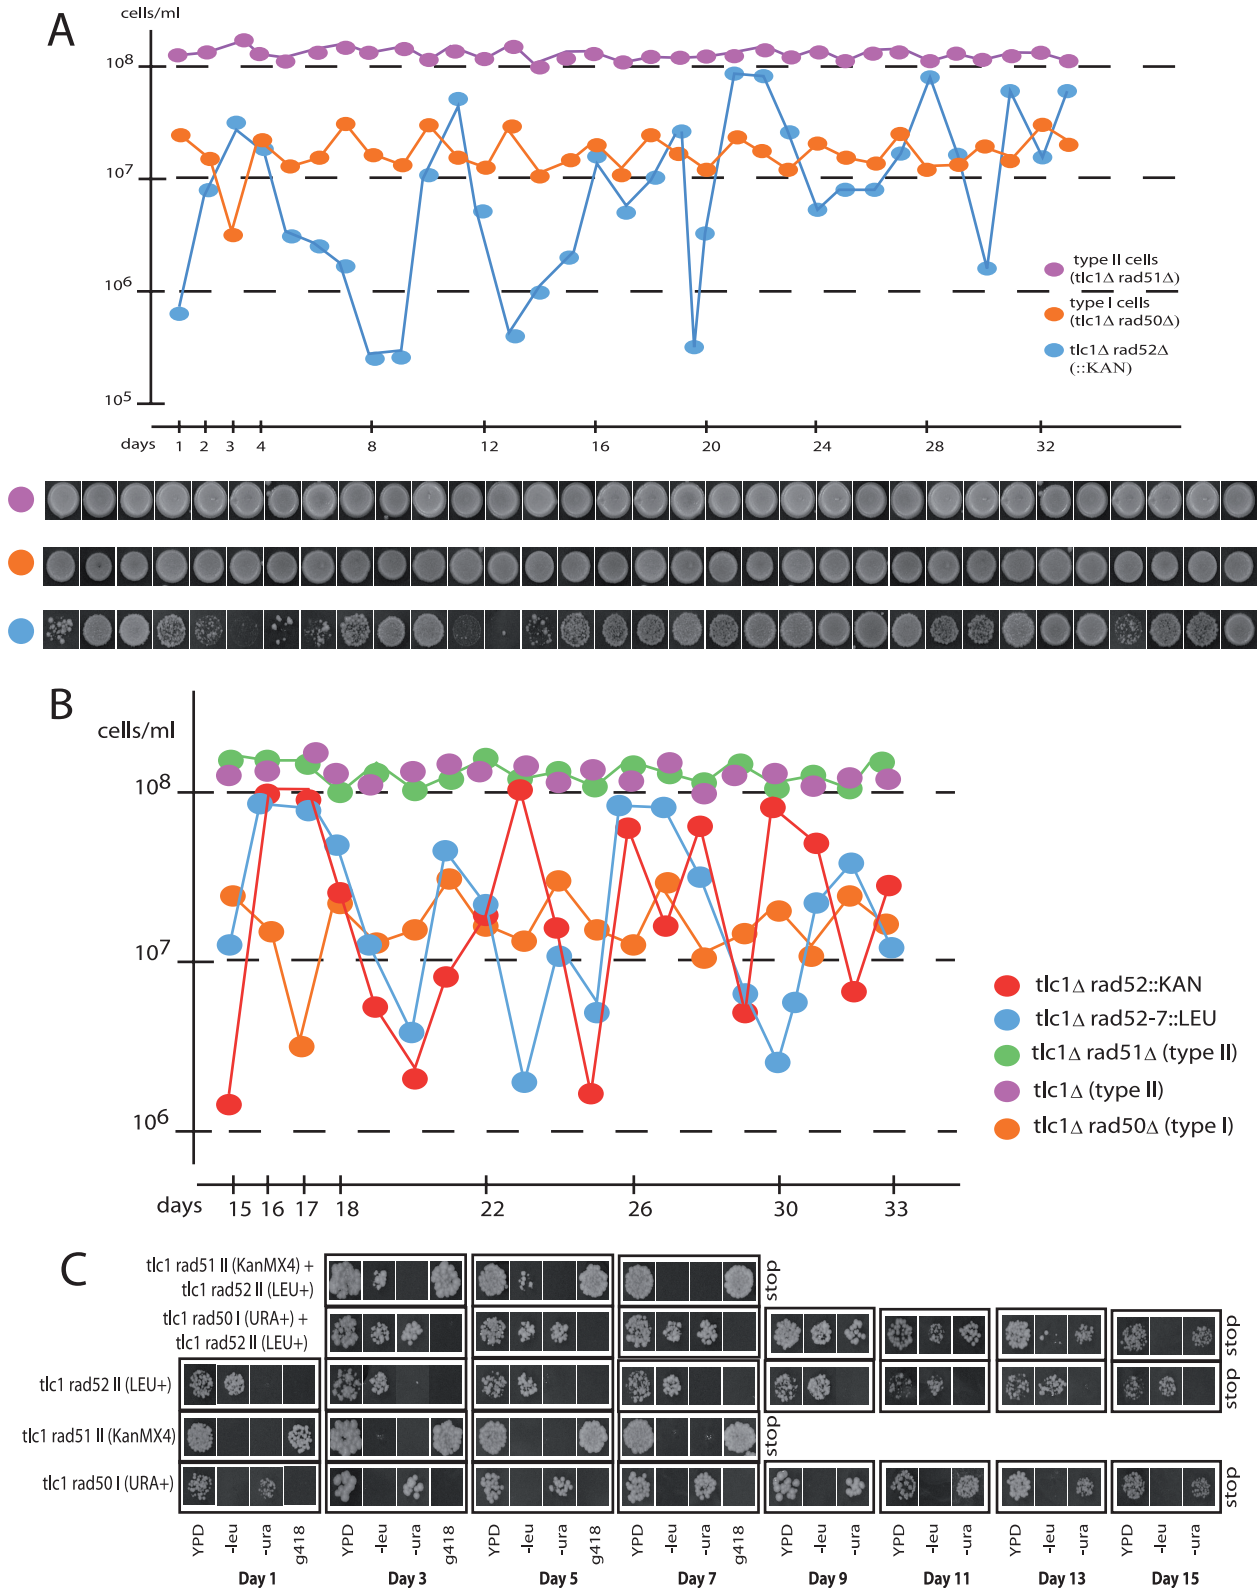 A
cells/ml
10⁸
10⁷
10⁶
10⁵
type II cells
(tlc1Δ rad51Δ)
type I cells
(tlc1Δ rad50Δ)
tlc1Δ rad52Δ
(::KAN)
days 1 2 3 4 8 12 16 20 24 28 32
B
cells/ml
10⁸
10⁷
10⁶
tlc1Δ rad52::KAN
tlc1Δ rad52-7::LEU
tlc1Δ rad51Δ (type II)
tlc1Δ (type II)
tlc1Δ rad50Δ (type I)
days 15 16 17 18 22 26 30 33
C
tlc1 rad51 II (KanMX4) +
tlc1 rad52 II (LEU+)
stop
tlc1 rad50 I (URA+) +
tlc1 rad52 II (LEU+)
stop
tlc1 rad52 II (LEU+)
stop
tlc1 rad51 II (KanMX4)
stop
tlc1 rad50 I (URA+)
stop
YPD -leu -ura g418 YPD -leu -ura g418 YPD -leu -ura g418 YPD -leu -ura g418 YPD -leu -ura YPD -leu -ura YPD -leu -ura YPD -leu -ura
Day 1 Day 3 Day 5 Day 7 Day 9 Day 11 Day 13 Day 15